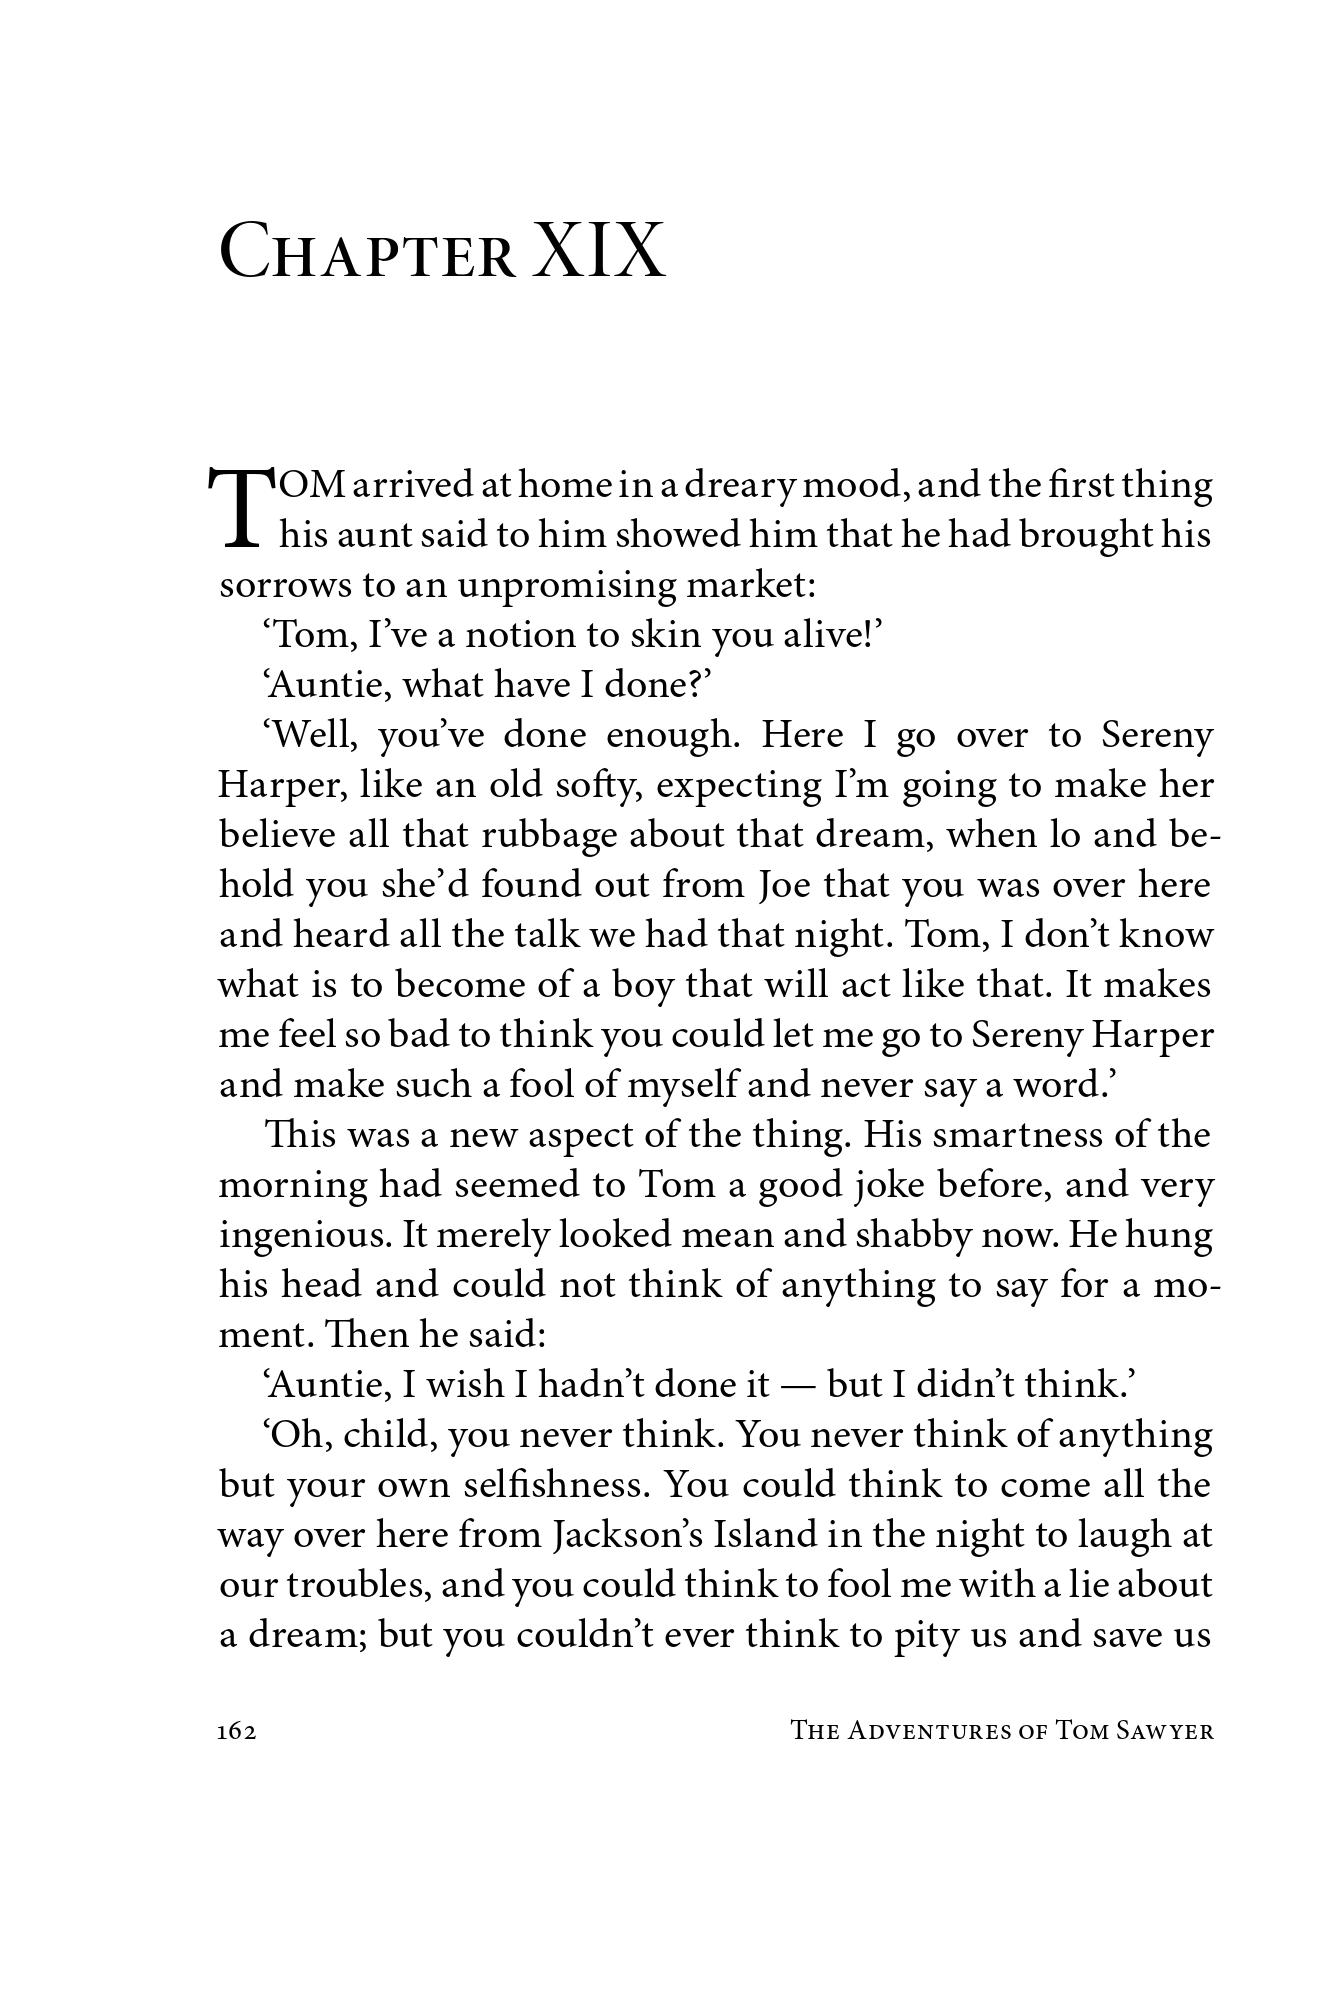 Chapter XIX
TOM arrived at home in a dreary mood, and the first thing
his aunt said to him showed him that he had brought his
sorrows to an unpromising market:
‘Tom, I’ve a notion to skin you alive!’
‘Auntie, what have I done?’
‘Well, you’ve done enough. Here I go over to Sereny
Harper, like an old softy, expecting I’m going to make her
believe all that rubbage about that dream, when lo and be-
hold you she’d found out from Joe that you was over here
and heard all the talk we had that night. Tom, I don’t know
what is to become of a boy that will act like that. It makes
me feel so bad to think you could let me go to Sereny Harper
and make such a fool of myself and never say a word.’
This was a new aspect of the thing. His smartness of the
morning had seemed to Tom a good joke before, and very
ingenious. It merely looked mean and shabby now. He hung
his head and could not think of anything to say for a mo-
ment. Then he said:
‘Auntie, I wish I hadn’t done it — but I didn’t think.’
‘Oh, child, you never think. You never think of anything
but your own selfishness. You could think to come all the
way over here from Jackson’s Island in the night to laugh at
our troubles, and you could think to fool me with a lie about
a dream; but you couldn’t ever think to pity us and save us
162 The Adventures of Tom Sawyer